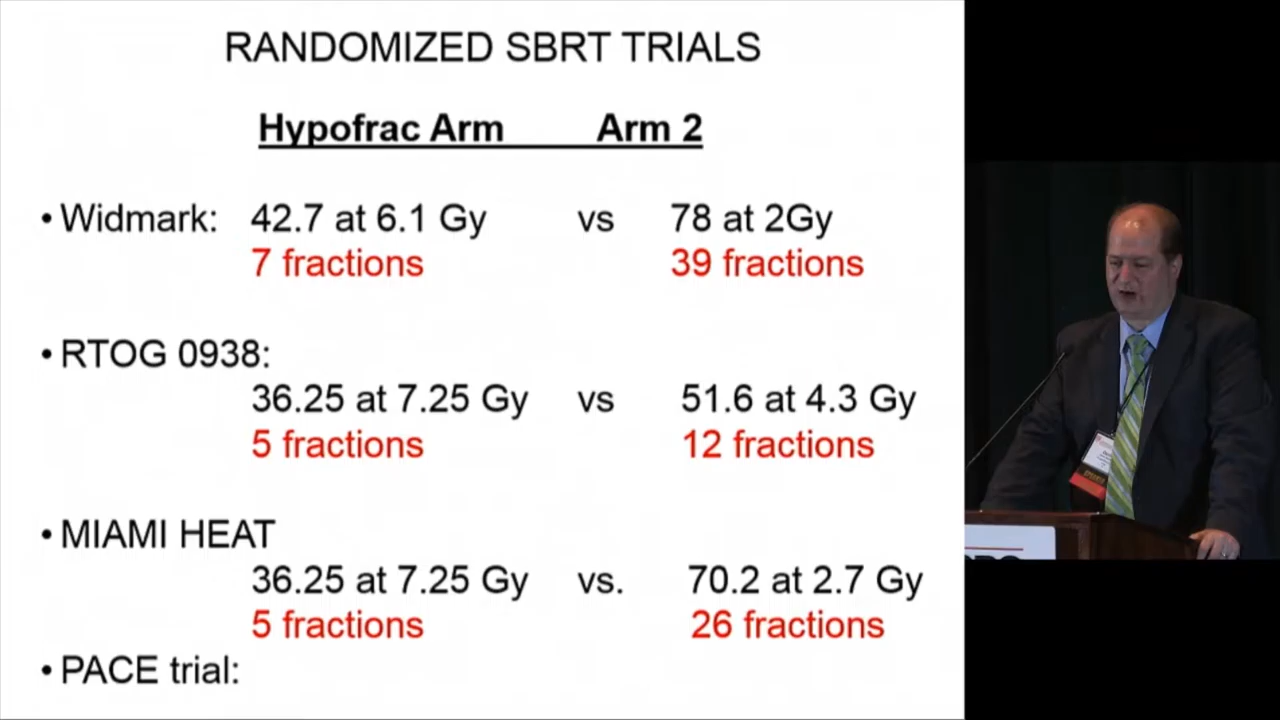 RANDOMIZED SBRT TRIALS
Hypofrac Arm Arm 2
• Widmark: 42.7 at 6.1 Gy vs 78 at 2Gy
7 fractions 39 fractions
• RTOG 0938:
36.25 at 7.25 Gy vs 51.6 at 4.3 Gy
5 fractions 12 fractions
• MIAMI HEAT
36.25 at 7.25 Gy vs. 70.2 at 2.7 Gy
5 fractions 26 fractions
• PACE trial: